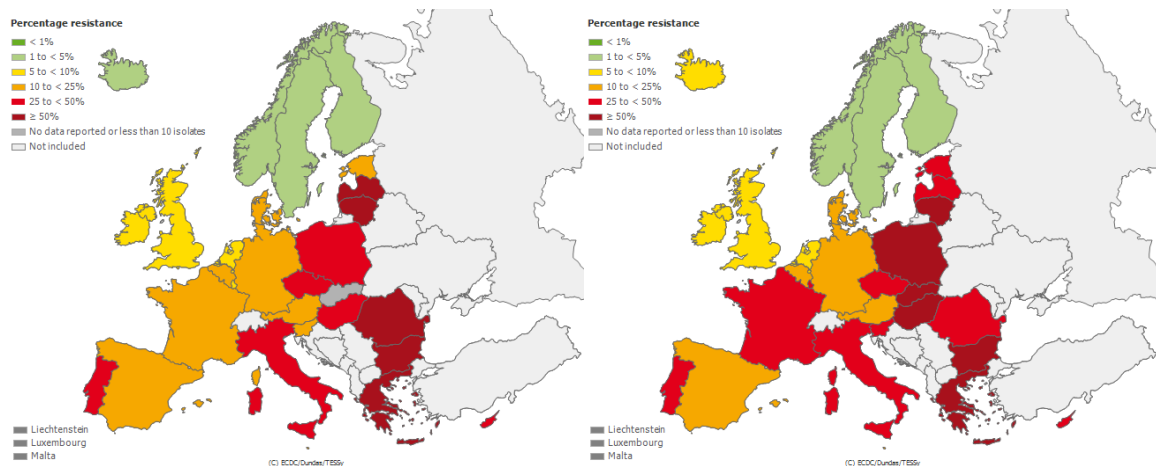 Percentage resistance
< 1%
1 to < 5%
5 to < 10%
10 to < 25%
25 to < 50%
≥ 50%
No data reported or less than 10 isolates
Not included
Liechtenstein
Luxembourg
Malta
(C) ECDC/Dundas/TESSy
Percentage resistance
< 1%
1 to < 5%
5 to < 10%
10 to < 25%
25 to < 50%
≥ 50%
No data reported or less than 10 isolates
Not included
Liechtenstein
Luxembourg
Malta
(C) ECDC/Dundas/TESSy